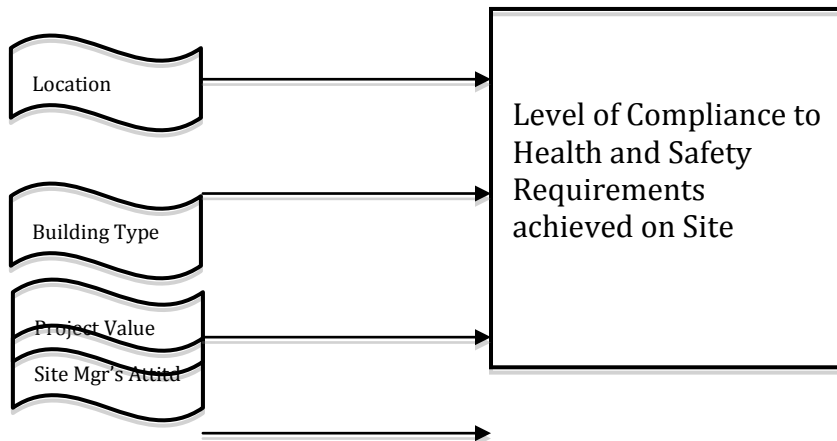 Location
Building Type
Project Value
Site Mgr's Attitd
Level of Compliance to
Health and Safety
Requirements
achieved on Site